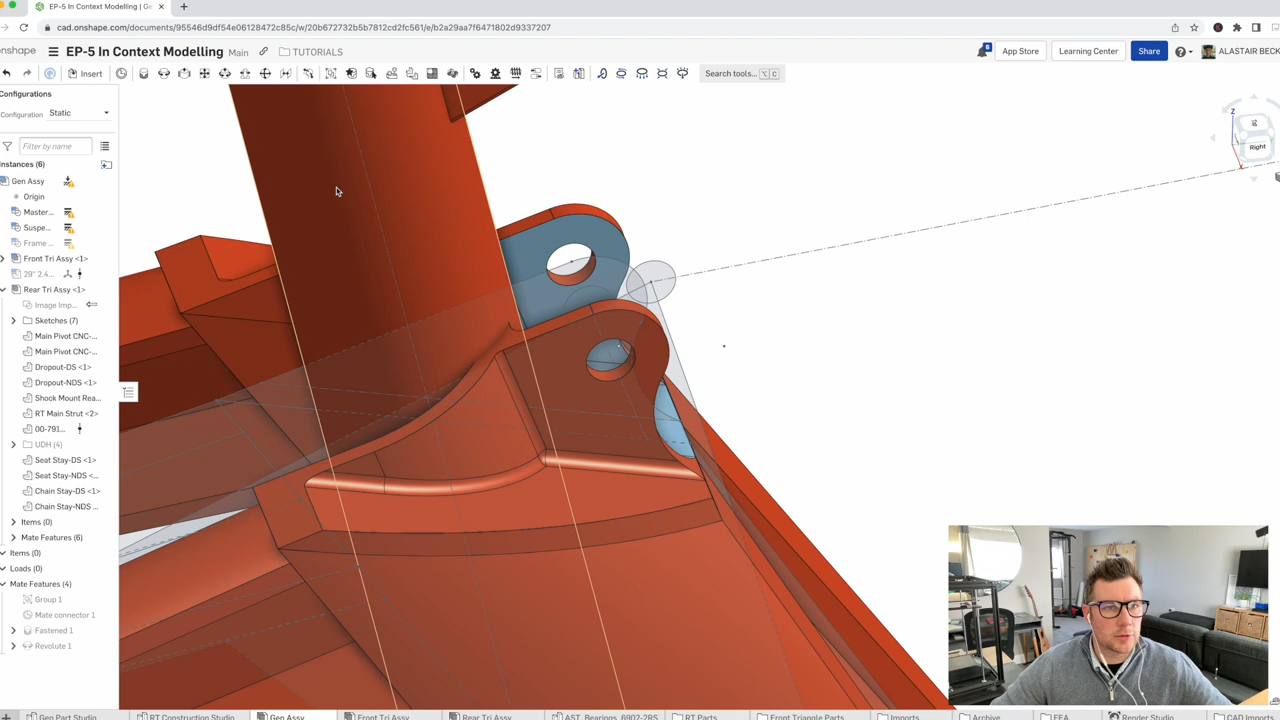 EP-5 In Context Modelling | G
cad.onshape.com/documents/95546d9df54e06128472c85c/w/20b672732b5b7812cd2fc561/e/b2a29aa7f6471802d9337207
onshape
EP-5 In Context Modelling Main TUTORIALS
8
App Store
Learning Center
Share
ALASTAIR BECK
Insert
Search tools... ⌥ C
Configurations
Configuration Static
Filter by name
Instances (6)
Gen Assy
Origin
Master...
Suspe...
Frame ...
Front Tri Assy <1>
29" 2.4...
Rear Tri Assy <1>
Image Imp...
Sketches (7)
Main Pivot CNC-...
Main Pivot CNC-...
Dropout-DS <1>
Dropout-NDS <1>
Shock Mount Rea...
RT Main Strut <2>
00-791...
UDH (4)
Seat Stay-DS <1>
Seat Stay-NDS <...
Chain Stay-DS <1>
Chain Stay-NDS ...
Items (0)
Mate Features (6)
Items (0)
Loads (0)
Mate Features (4)
Group 1
Mate connector 1
Fastened 1
Revolute 1
Z
Right
X
Gen Part Studio
RT Construction Studio
Gen Assy
Front Tri Assy
Rear Tri Assy
AST_Bearings_6902-2RS
RT Parts
Front Triangle Parts
Imports
Archive
FEA
Render Studio
CAD Import